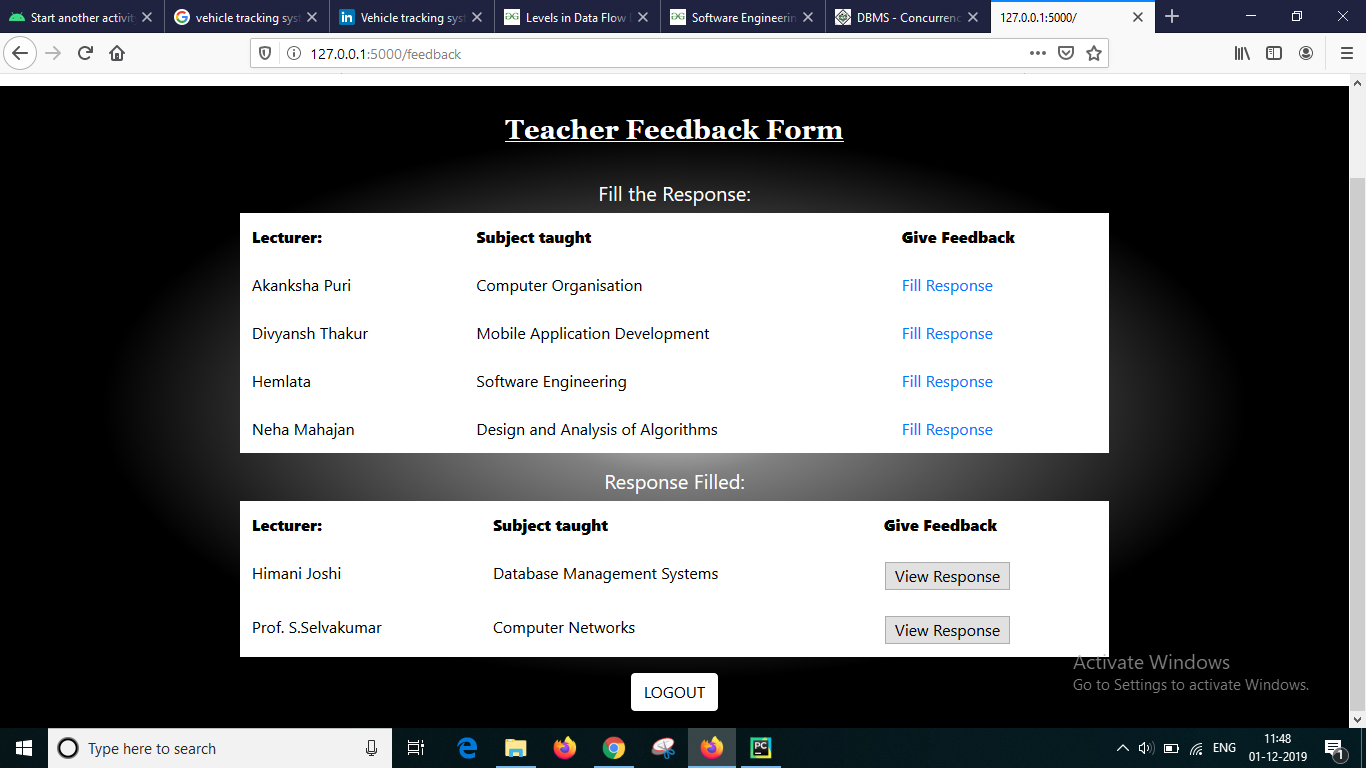 Start another activit
vehicle tracking sys
Vehicle tracking sys
Levels in Data Flow D
Software Engineerin
DBMS - Concurrenc
127.0.0.1:5000/
127.0.0.1:5000/feedback
Teacher Feedback Form
Fill the Response:
Lecturer: Subject taught Give Feedback
Akanksha Puri Computer Organisation Fill Response
Divyansh Thakur Mobile Application Development Fill Response
Hemlata Software Engineering Fill Response
Neha Mahajan Design and Analysis of Algorithms Fill Response
Response Filled:
Lecturer: Subject taught Give Feedback
Himani Joshi Database Management Systems View Response
Prof. S.Selvakumar Computer Networks View Response
LOGOUT
Activate Windows
Go to Settings to activate Windows.
Type here to search
PC
ENG
11:48
01-12-2019
1